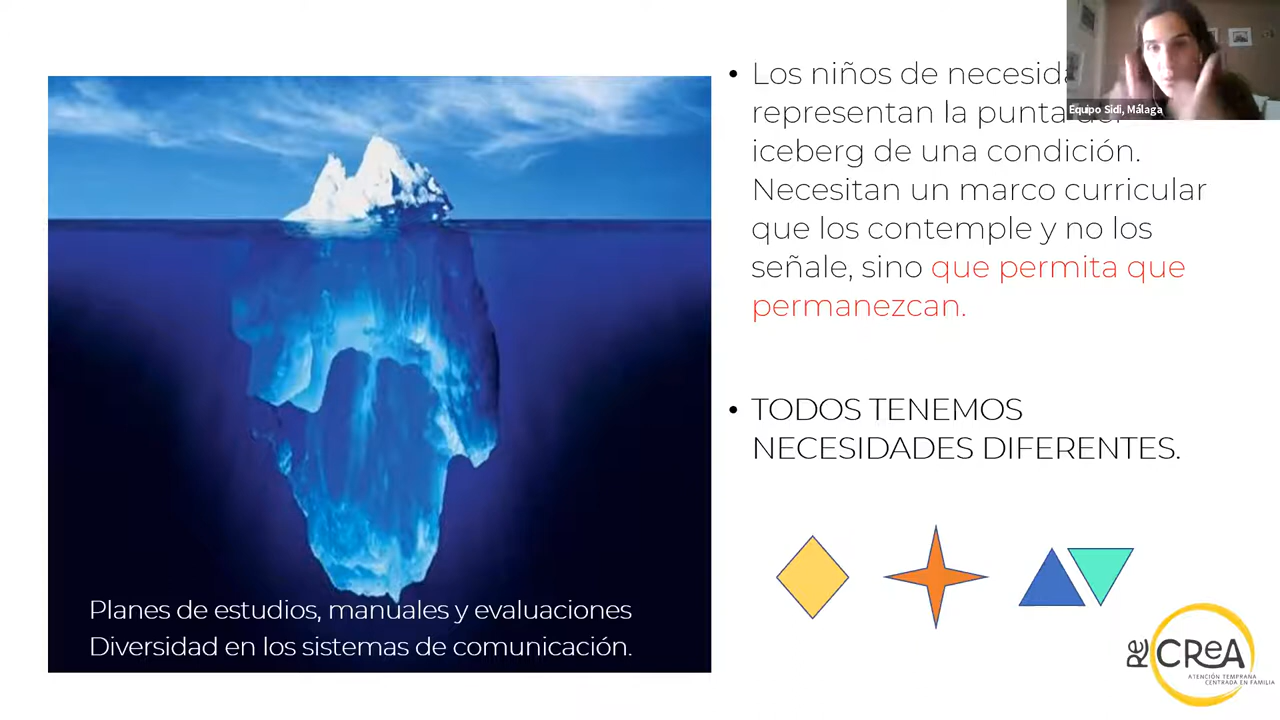 • Los niños de necesid
representan la punta
iceberg de una condición.
Necesitan un marco curricular
que los contemple y no los
señale, sino que permita que
permanezcan.
• TODOS TENEMOS
NECESIDADES DIFERENTES.
Equipo Sidi, Málaga
Planes de estudios, manuales y evaluaciones
Diversidad en los sistemas de comunicación.
Re CReA
ATENCIÓN TEMPRANA
CENTRADA EN FAMILIA